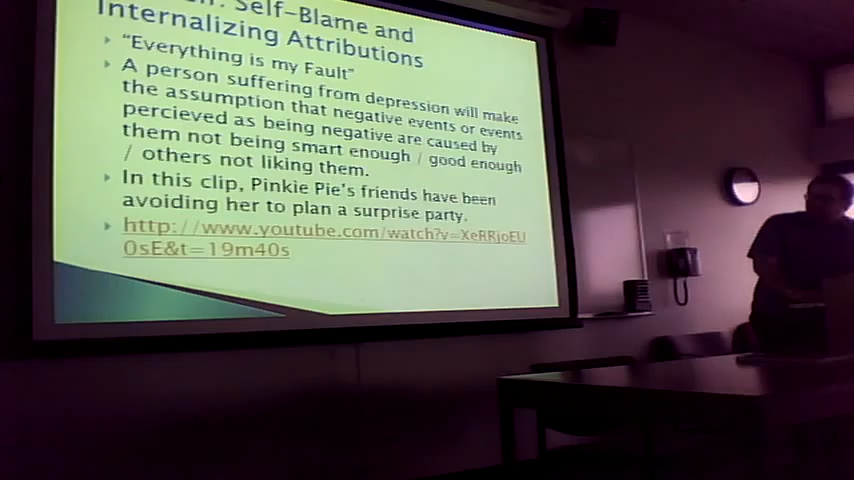 Self-Blame and
Internalizing Attributions
"Everything is my Fault"
A person suffering from depression will make
the assumption that negative events or events
percieved as being negative are caused by
them not being smart enough / good enough
/ others not liking them.
In this clip, Pinkie Pie's friends have been
avoiding her to plan a surprise party.
http://www.youtube.com/watch?v=XeRRjoEU
0sE&t=19m40s